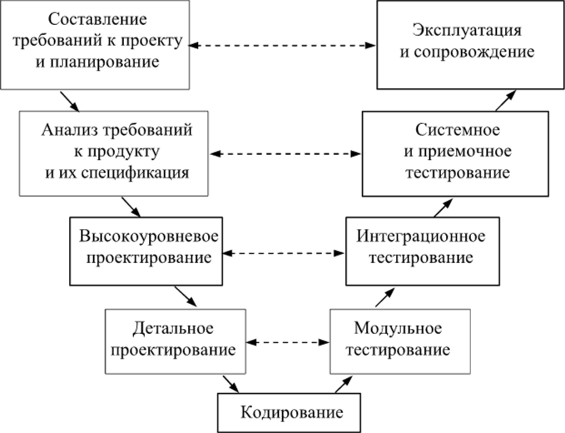 Составление
требований к проекту
и планирование
Эксплуатация
и сопровождение
Анализ требований
к продукту
и их спецификация
Системное
и приемочное
тестирование
Высокоуровневое
проектирование
Интеграционное
тестирование
Детальное
проектирование
Модульное
тестирование
Кодирование